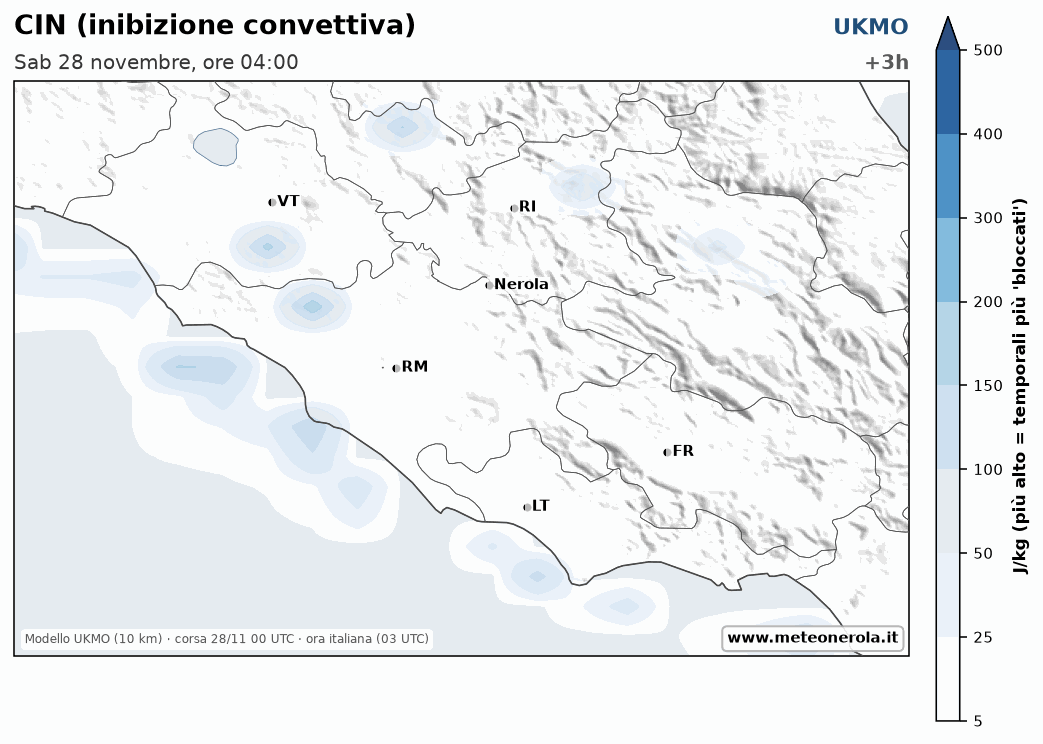 CIN (inibizione convettiva)
UKMO
Sab 28 novembre, ore 04:00
+3h
500
400
300
200
150
100
50
25
5
J/kg (più alto = temporali più 'bloccati')
VT
RI
Nerola
RM
FR
LT
Modello UKMO (10 km) · corsa 28/11 00 UTC · ora italiana (03 UTC)
www.meteonerola.it